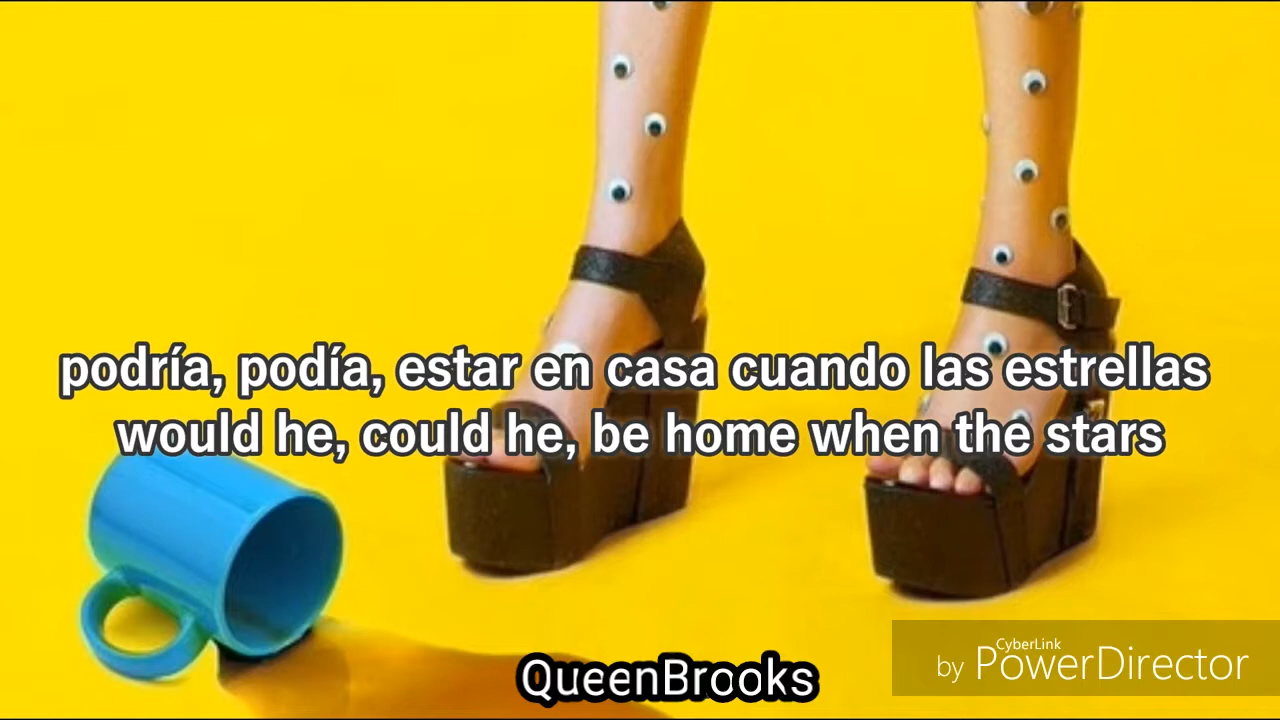 podría, podía, estar en casa cuando las estrellas
would he, could he, be home when the stars
QueenBrooks
CyberLink
by PowerDirector